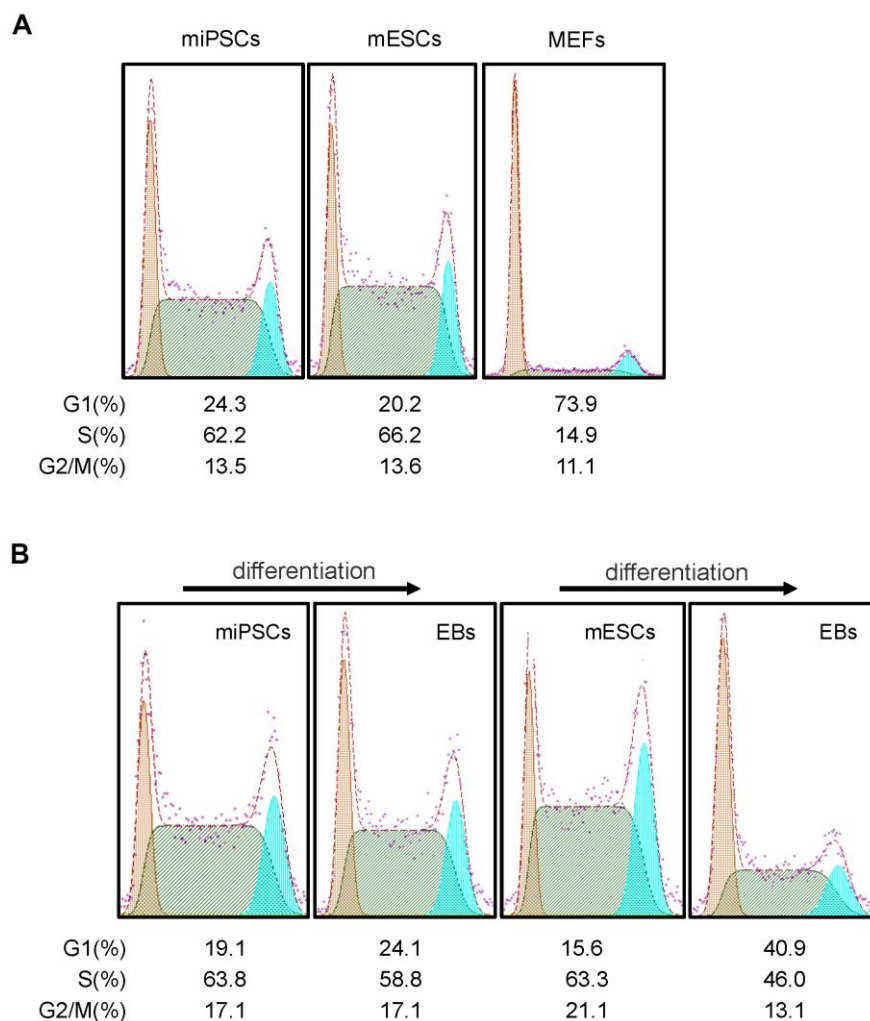 A
miPSCs mESCs MEFs
G1(%) 24.3 20.2 73.9
S(%) 62.2 66.2 14.9
G2/M(%) 13.5 13.6 11.1
B
differentiation differentiation
miPSCs EBs mESCs EBs
G1(%) 19.1 24.1 15.6 40.9
S(%) 63.8 58.8 63.3 46.0
G2/M(%) 17.1 17.1 21.1 13.1